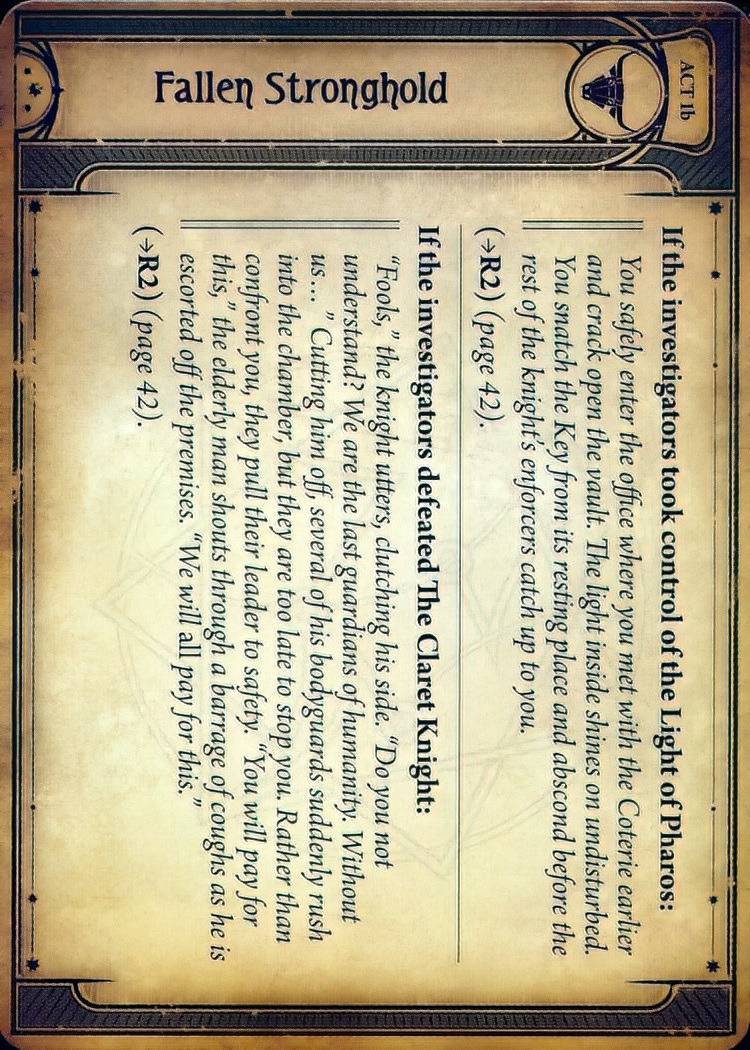 ACT 1b
Fallen Stronghold
If the investigators took control of the Light of Pharos:
You safely enter the office where you met with the Coterie earlier
and crack open the vault. The light inside shines on undisturbed.
You snatch the Key from its resting place and abscond before the
rest of the knight's enforcers catch up to you.
(→R2) (page 42).
If the investigators defeated The Claret Knight:
“Fools,” the knight utters, clutching his side. “Do you not
understand? We are the last guardians of humanity. Without
us… ” Cutting him off, several of his bodyguards suddenly rush
into the chamber, but they are too late to stop you. Rather than
confront you, they pull their leader to safety. “You will pay for
this,” the elderly man shouts through a barrage of coughs as he is
escorted off the premises. “We will all pay for this.”
(→R2) (page 42).